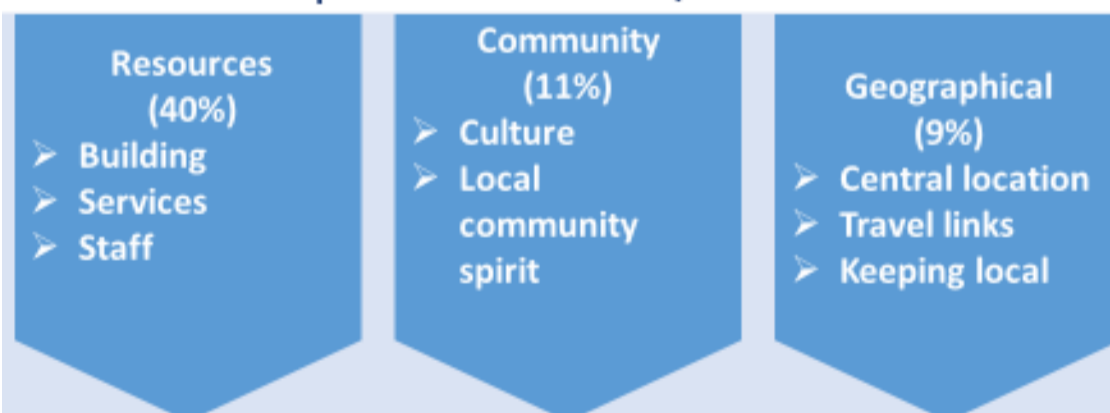 Resources
(40%)
➢ Building
➢ Services
➢ Staff
Community
(11%)
➢ Culture
➢ Local
community
spirit
Geographical
(9%)
➢ Central location
➢ Travel links
➢ Keeping local